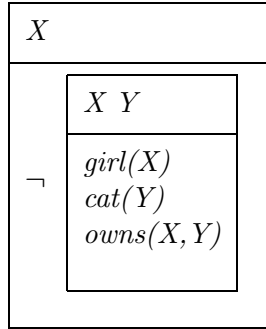 X
X Y
girl(X)
¬ cat(Y)
owns(X, Y)